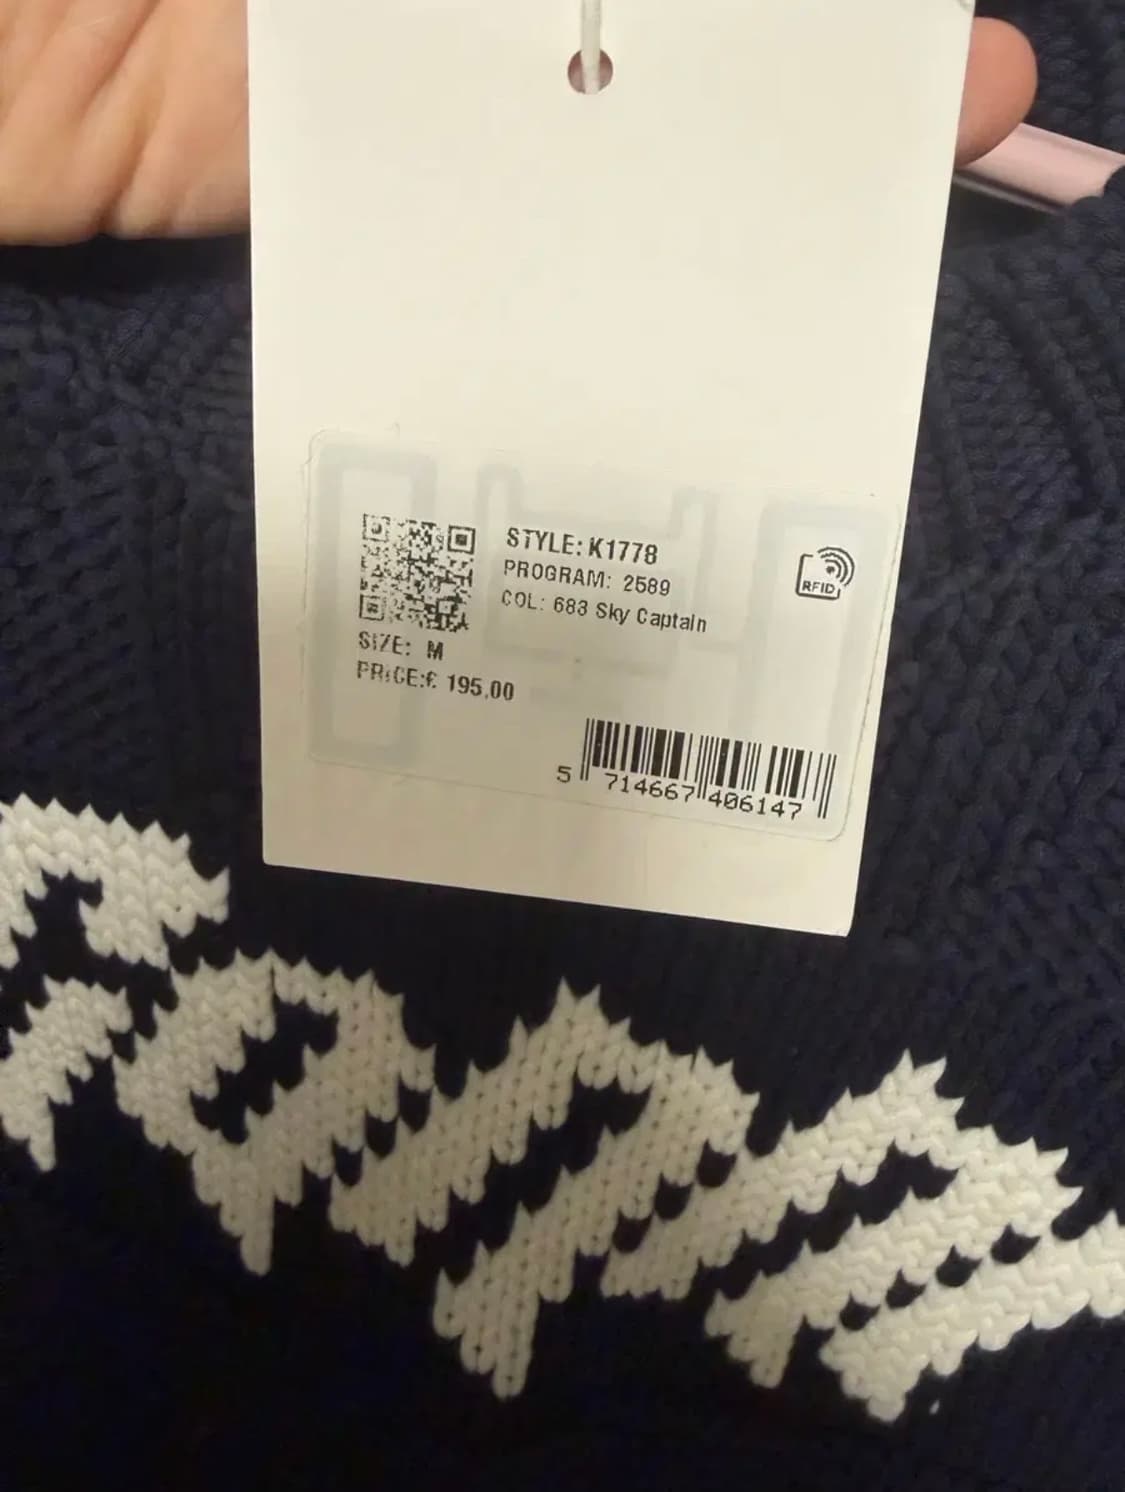 STYLE: K1778
PROGRAM: 2589
COL: 683 Sky Captain
RFID
SIZE: M
PRICE:€ 195,00
5 714667 406147